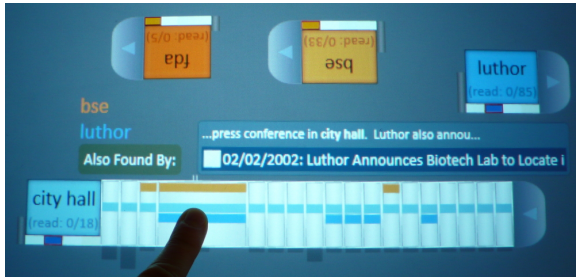 fda
(read: 0/5)
bse
(read: 0/33)
luthor
(read: 0/85)
bse
luthor
Also Found By:
...press conference in city hall. Luthor also annou...
02/02/2002: Luthor Announces Biotech Lab to Locate i
city hall
(read: 0/18)